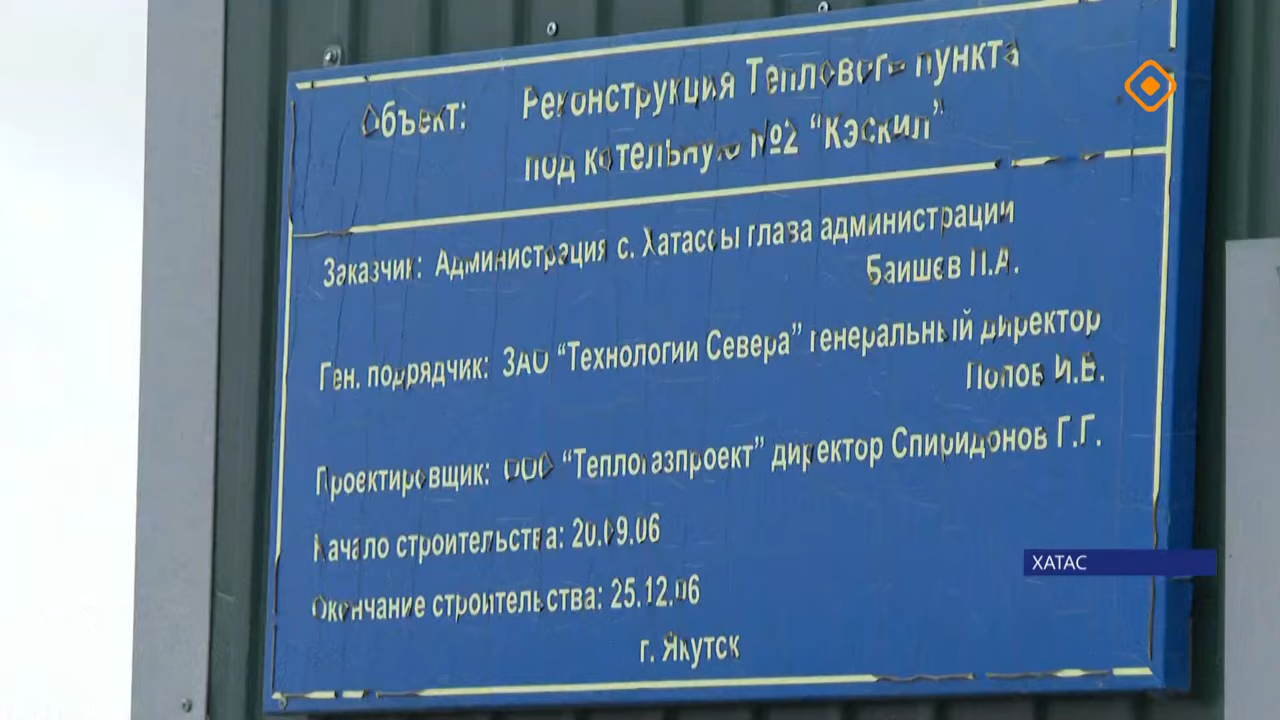 Объект: Реконструкция Теплового пункта
под котельную №2 “Кэскил”
Заказчик: Администрация с. Хатассы глава администрации
Баишев П.А.
Ген. подрядчик: ЗАО “Технологии Севера” генеральный директор
Попов И.В.
Проектировщик: ООО “Теплогазпроект” директор Спиридонов Г.Г.
Начало строительства: 20.09.06
Окончание строительства: 25.12.06
г. Якутск
ХАТАС